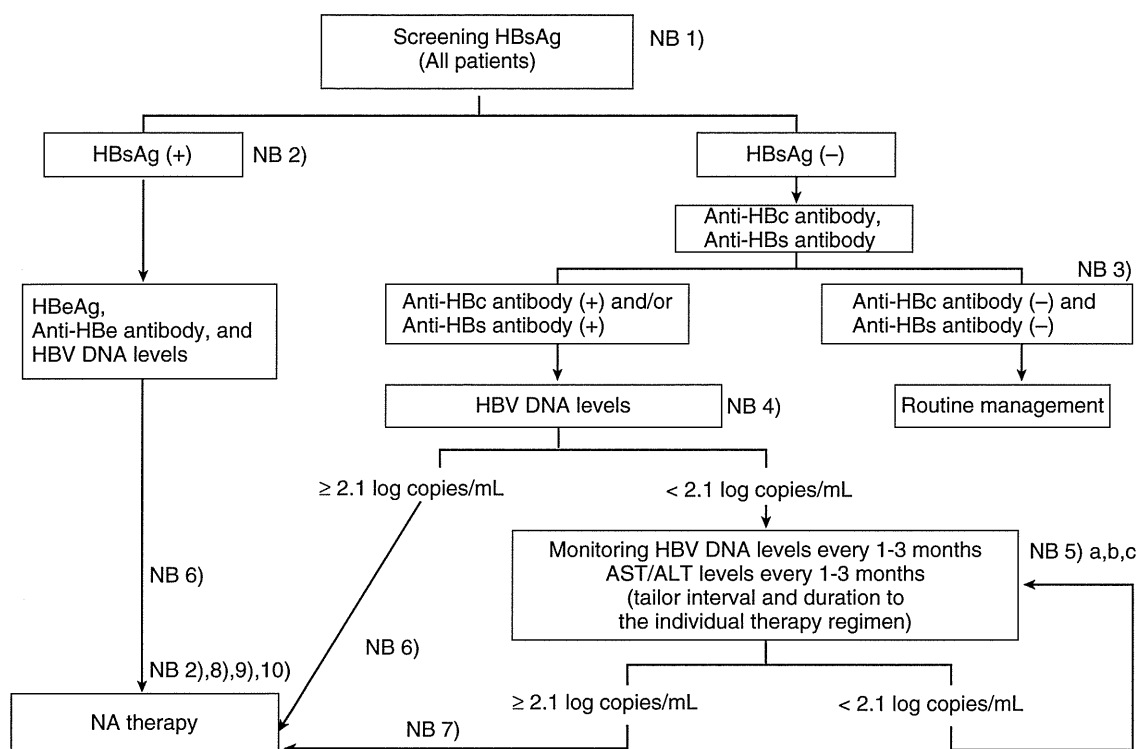 Screening HBsAg
(All patients)
NB 1)
HBsAg (+)
NB 2)
HBsAg (–)
Anti-HBc antibody,
Anti-HBs antibody
NB 3)
HBeAg,
Anti-HBe antibody, and
HBV DNA levels
Anti-HBc antibody (+) and/or
Anti-HBs antibody (+)
Anti-HBc antibody (–) and
Anti-HBs antibody (–)
HBV DNA levels
NB 4)
Routine management
≥ 2.1 log copies/mL
< 2.1 log copies/mL
Monitoring HBV DNA levels every 1-3 months
AST/ALT levels every 1-3 months
(tailor interval and duration to
the individual therapy regimen)
NB 5) a,b,c
NB 6)
NB 6)
NB 2),8),9),10)
NA therapy
≥ 2.1 log copies/mL
< 2.1 log copies/mL
NB 7)